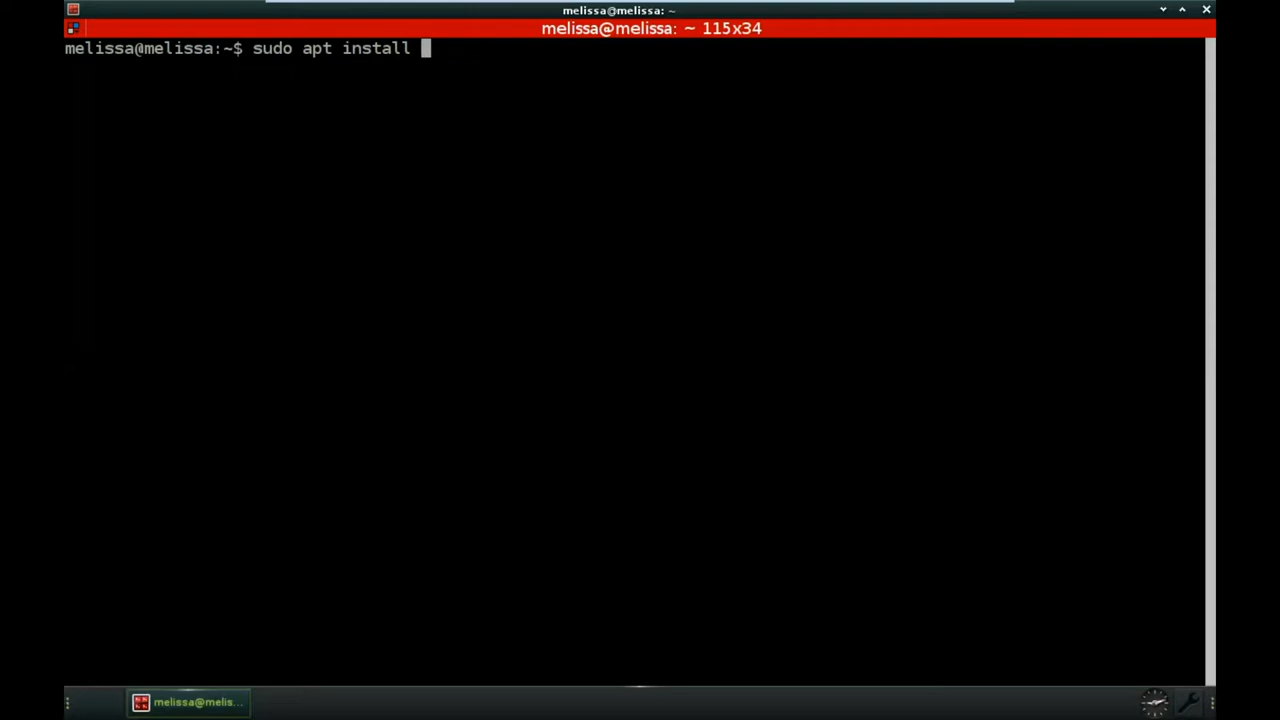 melissa@melissa: ~
melissa@melissa: ~ 115x34
melissa@melissa:~$ sudo apt install
melissa@melis...